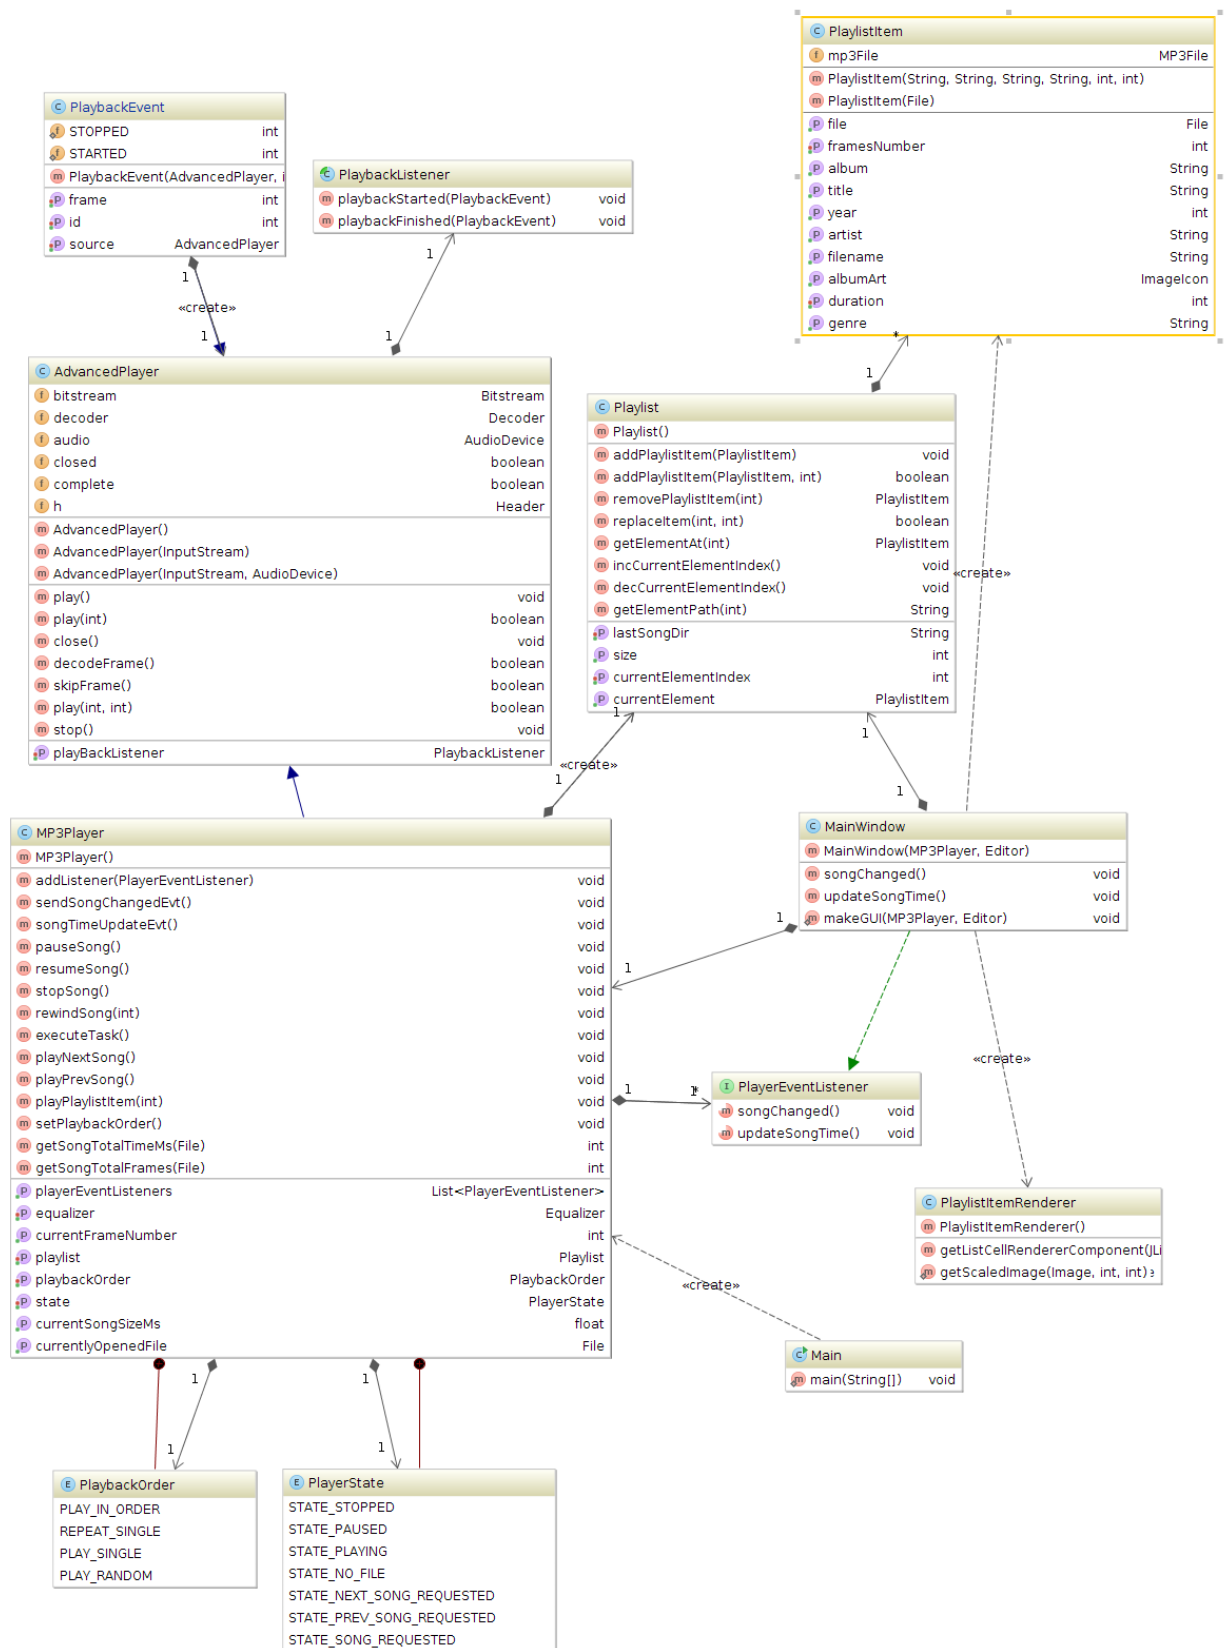 PlaylistItem
mp3File MP3File
PlaylistItem(String, String, String, String, int, int)
PlaylistItem(File)
file File
framesNumber int
album String
title String
year int
artist String
filename String
albumArt ImageIcon
duration int
genre String
PlaybackEvent
STOPPED int
STARTED int
PlaybackEvent(AdvancedPlayer, i
frame int
id int
source AdvancedPlayer
PlaybackListener
playbackStarted(PlaybackEvent) void
playbackFinished(PlaybackEvent) void
1
«create»
1
1
1
*
1
AdvancedPlayer
bitstream Bitstream
decoder Decoder
audio AudioDevice
closed boolean
complete boolean
h Header
AdvancedPlayer()
AdvancedPlayer(InputStream)
AdvancedPlayer(InputStream, AudioDevice)
play() void
play(int) boolean
close() void
decodeFrame() boolean
skipFrame() boolean
play(int, int) boolean
stop() void
playBackListener PlaybackListener
Playlist
Playlist()
addPlaylistItem(PlaylistItem) void
addPlaylistItem(PlaylistItem, int) boolean
removePlaylistItem(int) PlaylistItem
replaceItem(int, int) boolean
getElementAt(int) PlaylistItem
incCurrentElementIndex() void
decCurrentElementIndex() void
getElementPath(int) String
lastSongDir String
size int
currentElementIndex int
currentElement PlaylistItem
«create»
1
«create»
1
1
1
MP3Player
MP3Player()
addListener(PlayerEventListener) void
sendSongChangedEvt() void
songTimeUpdateEvt() void
pauseSong() void
resumeSong() void
stopSong() void
rewindSong(int) void
executeTask() void
playNextSong() void
playPrevSong() void
playPlaylistItem(int) void
setPlaybackOrder() void
getSongTotalTimeMs(File) int
getSongTotalFrames(File) int
playerEventListeners List<PlayerEventListener>
equalizer Equalizer
currentFrameNumber int
playlist Playlist
playbackOrder PlaybackOrder
state PlayerState
currentSongSizeMs float
currentlyOpenedFile File
MainWindow
MainWindow(MP3Player, Editor)
songChanged() void
updateSongTime() void
makeGUI(MP3Player, Editor) void
1
1
1
1*
«create»
PlayerEventListener
songChanged() void
updateSongTime() void
PlaylistItemRenderer
PlaylistItemRenderer()
getListCellRendererComponent(JLi
getScaledImage(Image, int, int)
«create»
Main
main(String[]) void
1
1
1
1
PlaybackOrder
PLAY_IN_ORDER
REPEAT_SINGLE
PLAY_SINGLE
PLAY_RANDOM
PlayerState
STATE_STOPPED
STATE_PAUSED
STATE_PLAYING
STATE_NO_FILE
STATE_NEXT_SONG_REQUESTED
STATE_PREV_SONG_REQUESTED
STATE_SONG_REQUESTED